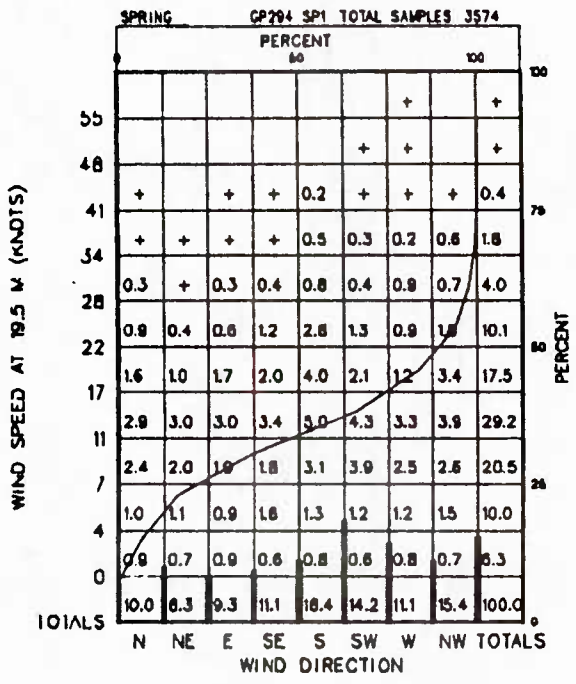 SPRING GP294 SP1 TOTAL SAMPLES 3574
PERCENT
0 50 100
100
+ +
55
+ + +
48
+ + + 0.2 + + + 0.4
41 75
+ + + + 0.5 0.3 0.2 0.6 1.8
34
0.3 + 0.3 0.4 0.8 0.4 0.9 0.7 4.0
28
0.9 0.4 0.6 1.2 2.6 1.3 0.9 10.1
22 50
1.6 1.0 1.7 2.0 4.0 2.1 1.2 3.4 17.5
17
2.9 3.0 3.0 3.4 5.0 4.3 3.3 3.9 29.2
11
2.4 2.0 1.9 1.8 3.1 3.9 2.5 2.6 20.5
7 25
1.0 1.1 0.9 1.6 1.3 1.2 1.2 1.5 10.0
4
0.9 0.7 0.9 0.6 0.8 0.6 0.8 0.7 6.3
0
10.0 8.3 9.3 11.1 16.4 14.2 11.1 15.4 100.0
TOTALS 0
N NE E SE S SW W NW TOTALS
WIND DIRECTION
WIND SPEED AT 19.5 M (KNOTS)
PERCENT